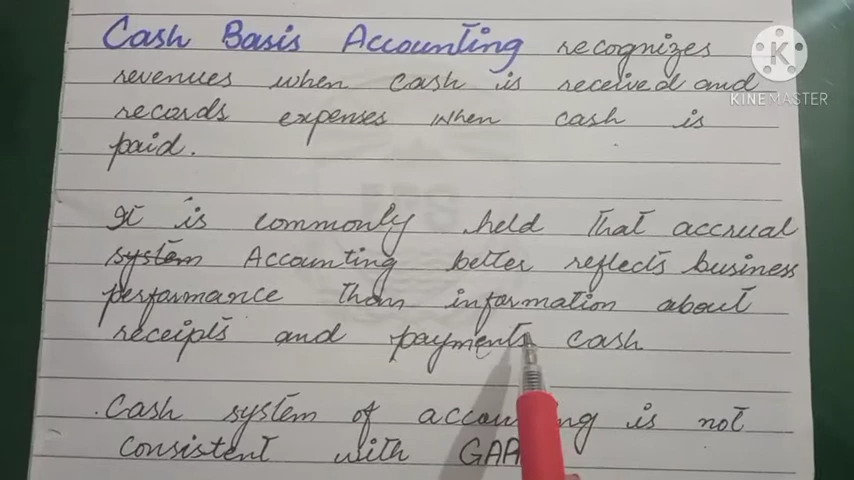 Cash Basis Accounting recognizes
revenues when cash is received and
records expenses when cash is
paid.
It is commonly held that accrual
system Accounting better reflects business
performance than information about
receipts and payments cash
Cash system of accounting is not
consistent with GAA
K
KINEMASTER